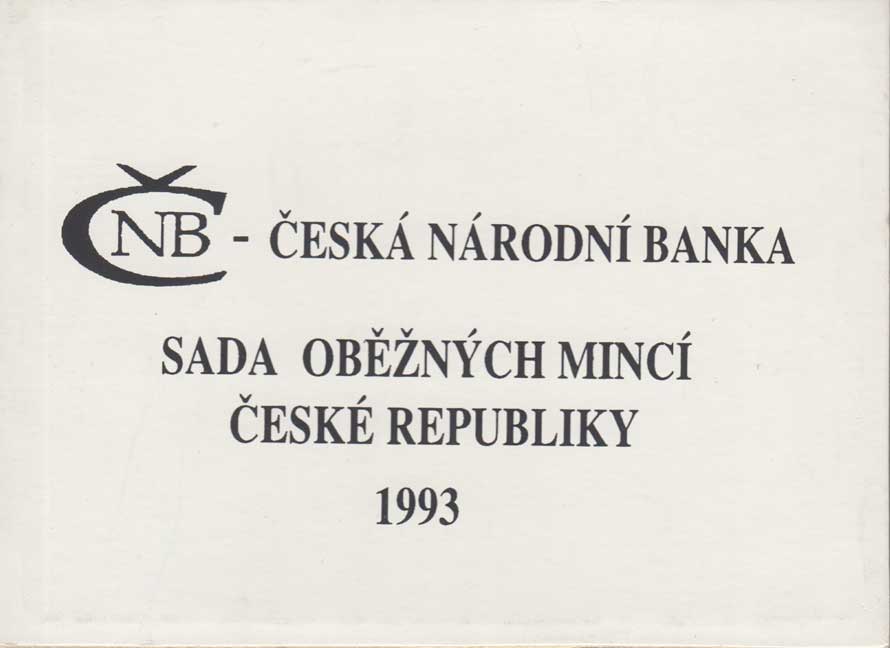 ČNB - ČESKÁ NÁRODNÍ BANKA
SADA OBĚŽNÝCH MINCÍ
ČESKÉ REPUBLIKY
1993